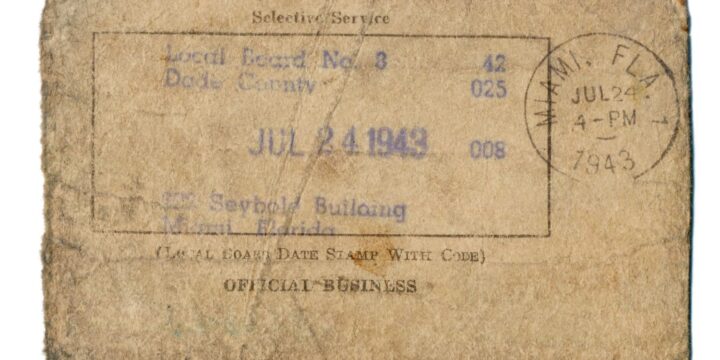 Selective Service
Local Board No. 3 42
Dade County 025
JUL 24 1943 008
Seybold Building
Miami, Florida
(Local Board Date Stamp With Code)
OFFICIAL BUSINESS
MIAMI, FLA. 1
JUL 24
4-PM
1943